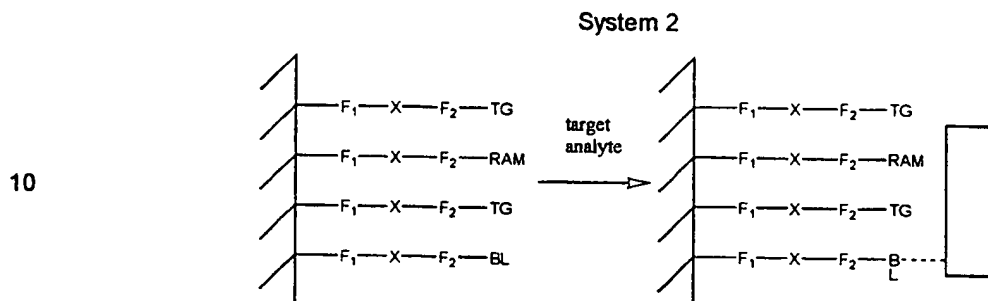 System 2
F₁—X—F₂—TG
F₁—X—F₂—RAM
F₁—X—F₂—TG
F₁—X—F₂—BL
target
analyte
F₁—X—F₂—TG
F₁—X—F₂—RAM
F₁—X—F₂—TG
F₁—X—F₂—B
L
10